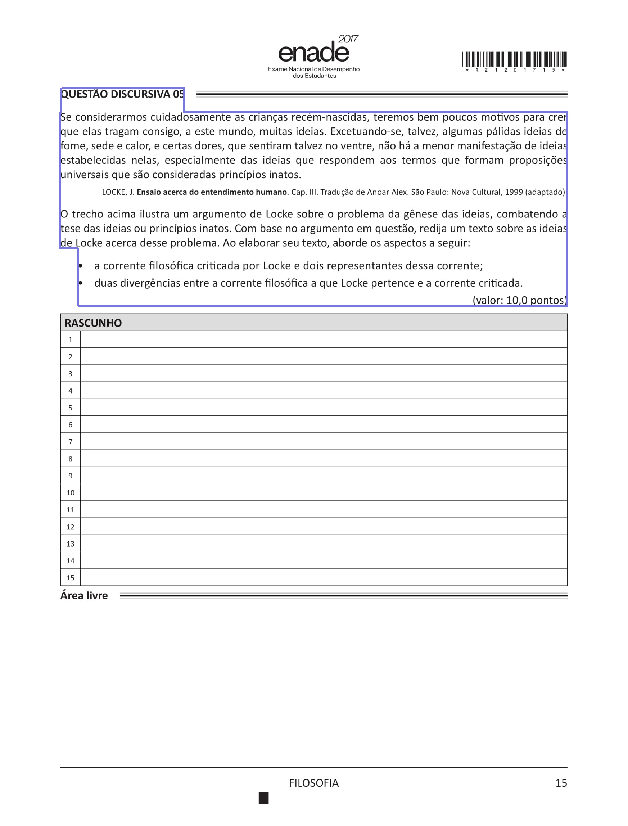 2017
enade
Exame Nacional de Desempenho
dos Estudantes
*R2120171​5*
QUESTÃO DISCURSIVA 05
Se considerarmos cuidadosamente as crianças recém-nascidas, teremos bem poucos motivos para crer
que elas tragam consigo, a este mundo, muitas ideias. Excetuando-se, talvez, algumas pálidas ideias de
fome, sede e calor, e certas dores, que sentiram talvez no ventre, não há a menor manifestação de ideias
estabelecidas nelas, especialmente das ideias que respondem aos termos que formam proposições
universais que são consideradas princípios inatos.
LOCKE, J. Ensaio acerca do entendimento humano. Cap. III. Tradução de Anoar Alex. São Paulo: Nova Cultural, 1999 (adaptado)
O trecho acima ilustra um argumento de Locke sobre o problema da gênese das ideias, combatendo a
tese das ideias ou princípios inatos. Com base no argumento em questão, redija um texto sobre as ideias
de Locke acerca desse problema. Ao elaborar seu texto, aborde os aspectos a seguir:
• a corrente filosófica criticada por Locke e dois representantes dessa corrente;
• duas divergências entre a corrente filosófica a que Locke pertence e a corrente criticada.
(valor: 10,0 pontos)
RASCUNHO
1
2
3
4
5
6
7
8
9
10
11
12
13
14
15
Área livre
FILOSOFIA 15